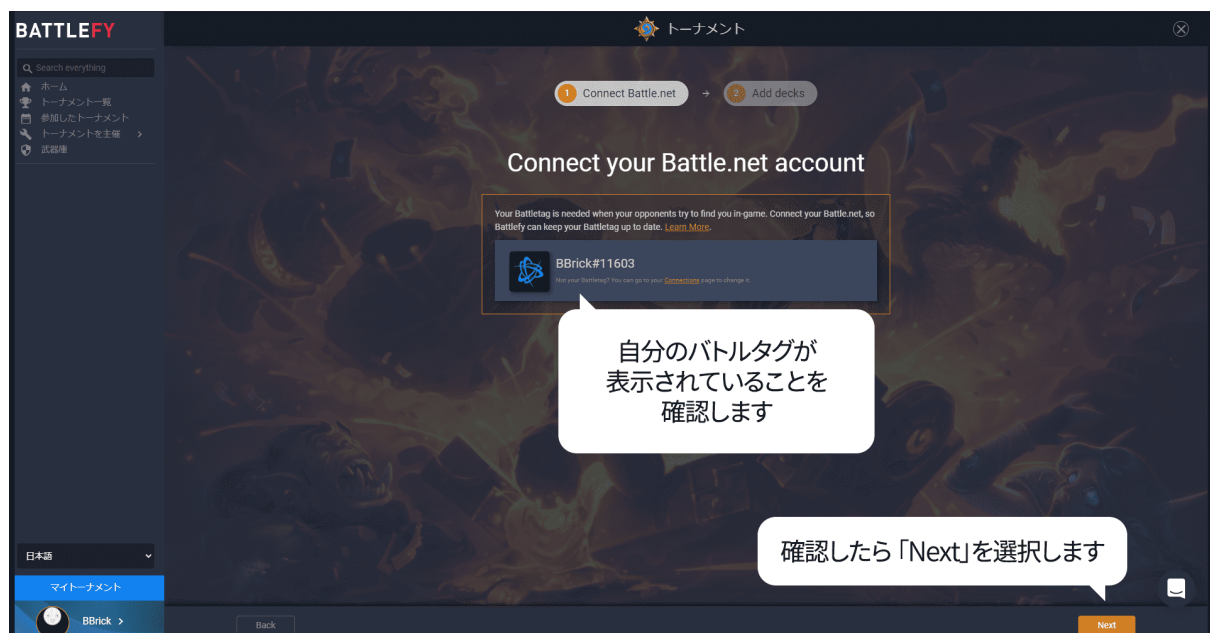 BATTLEFY
トーナメント
Search everything
ホーム
トーナメント一覧
参加したトーナメント
トーナメントを主催
武器庫
1 Connect Battle.net → 2 Add decks
Connect your Battle.net account
Your Battletag is needed when your opponents try to find you in-game. Connect your Battle.net, so
Battlefy can keep your Battletag up to date. Learn More.
BBrick#11603
Not your Battletag? You can go to your Connections page to change it.
自分のバトルタグが
表示されていることを
確認します
確認したら「Next」を選択します
日本語
マイトーナメント
BBrick
Back
Next